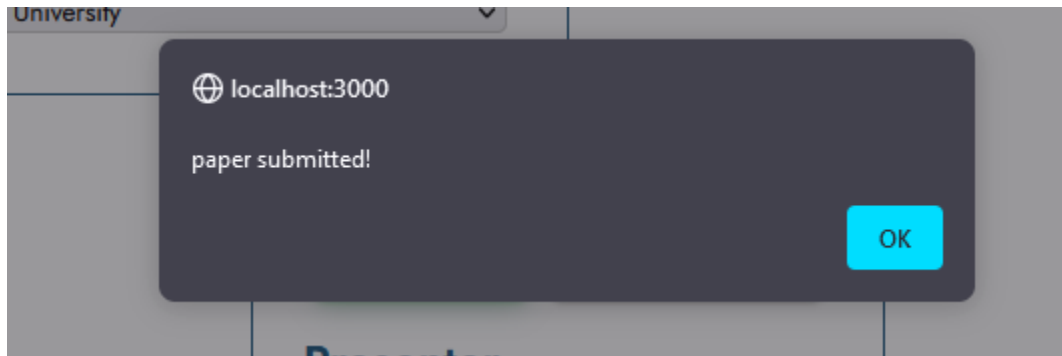 University
localhost:3000
paper submitted!
OK
Presenter